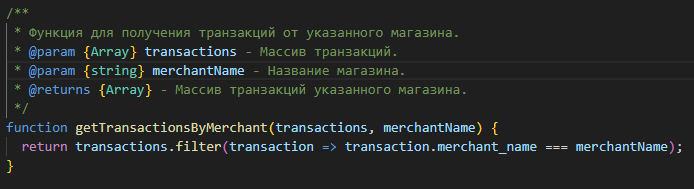 /**
 * Функция для получения транзакций от указанного магазина.
 * @param {Array} transactions - Массив транзакций.
 * @param {string} merchantName - Название магазина.
 * @returns {Array} - Массив транзакций указанного магазина.
 */
function getTransactionsByMerchant(transactions, merchantName) {
  return transactions.filter(transaction => transaction.merchant_name === merchantName);
}